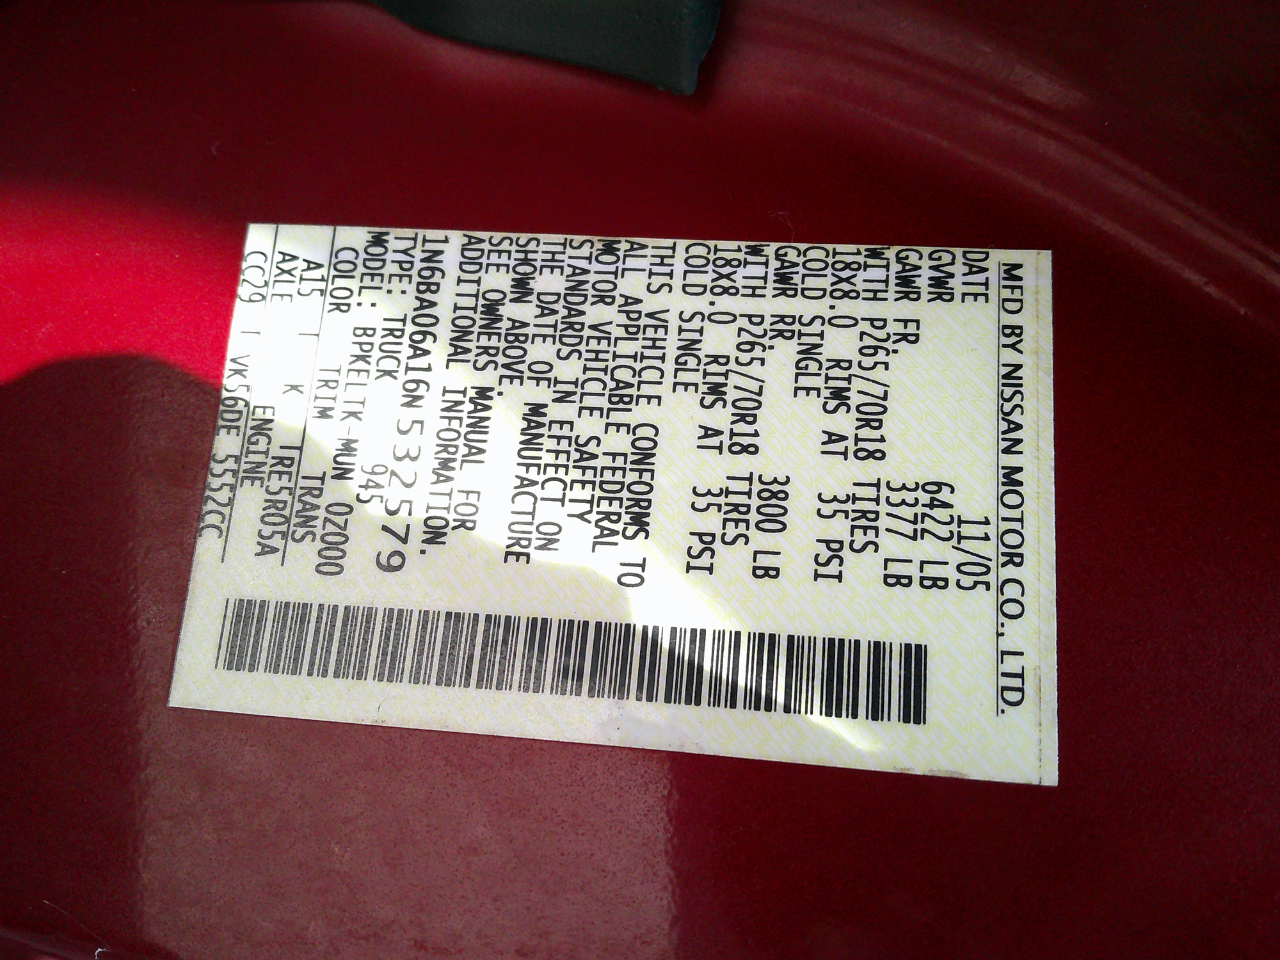 MFD BY NISSAN MOTOR CO., LTD.
DATE 11/05
GVWR 6422 LB
GAWR FR. 3377 LB
WITH P265/70R18 TIRES
18X8.0 RIMS AT 35 PSI
COLD SINGLE
GAWR RR. 3800 LB
WITH P265/70R18 TIRES
18X8.0 RIMS AT 35 PSI
COLD SINGLE
THIS VEHICLE CONFORMS TO
ALL APPLICABLE FEDERAL
MOTOR VEHICLE SAFETY
STANDARDS IN EFFECT ON
THE DATE OF MANUFACTURE
SHOWN ABOVE.
SEE OWNERS MANUAL FOR
ADDITIONAL INFORMATION.
1N6BA06A16N532579
TYPE: TRUCK 945
MODEL: BPKELTK-MUN OZ000
COLOR TRIM TRANS
A15 K TRE5R05A
AXLE ENGINE
CC29 VK56DE 5552CC